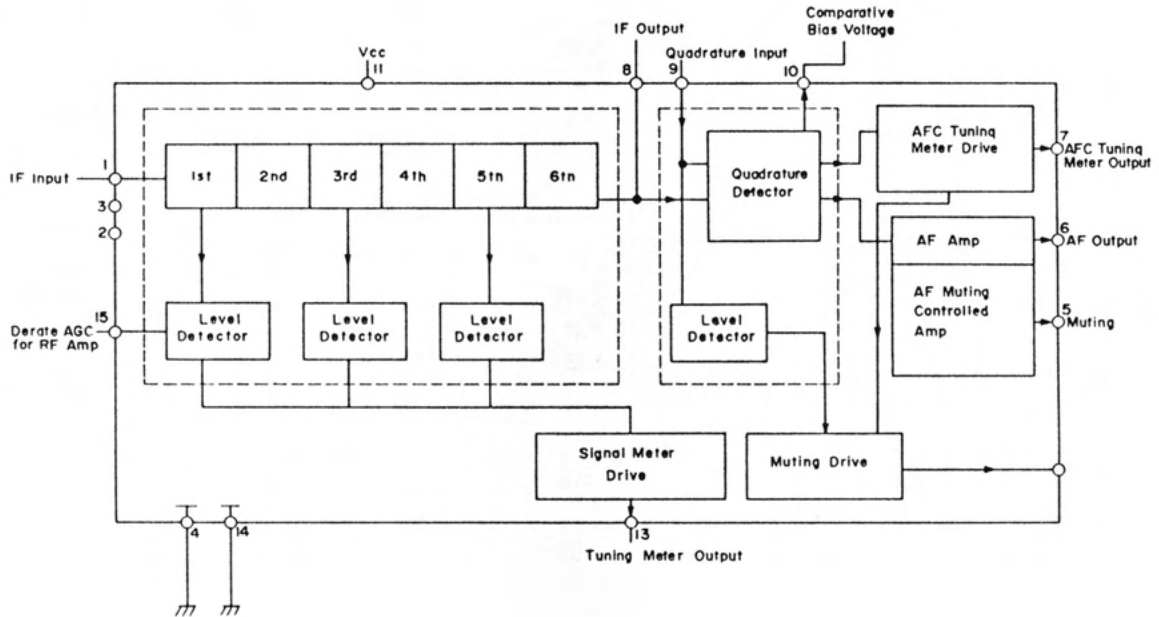 Comparative
Bias Voltage
IF Output
Quadrature Input
Vcc
11
8
9
10
1
IF Input
3
2
1st
2nd
3rd
4th
5th
6tn
Quadrature
Detector
AFC Tuning
Meter Drive
7
AFC Tuning
Meter Output
AF Amp
6
AF Output
AF Muting
Controlled
Amp
5
Muting
15
Derate AGC
for RF Amp
Level
Detector
Level
Detector
Level
Detector
Level
Detector
Signal Meter
Drive
Muting Drive
4
14
13
Tuning Meter Output